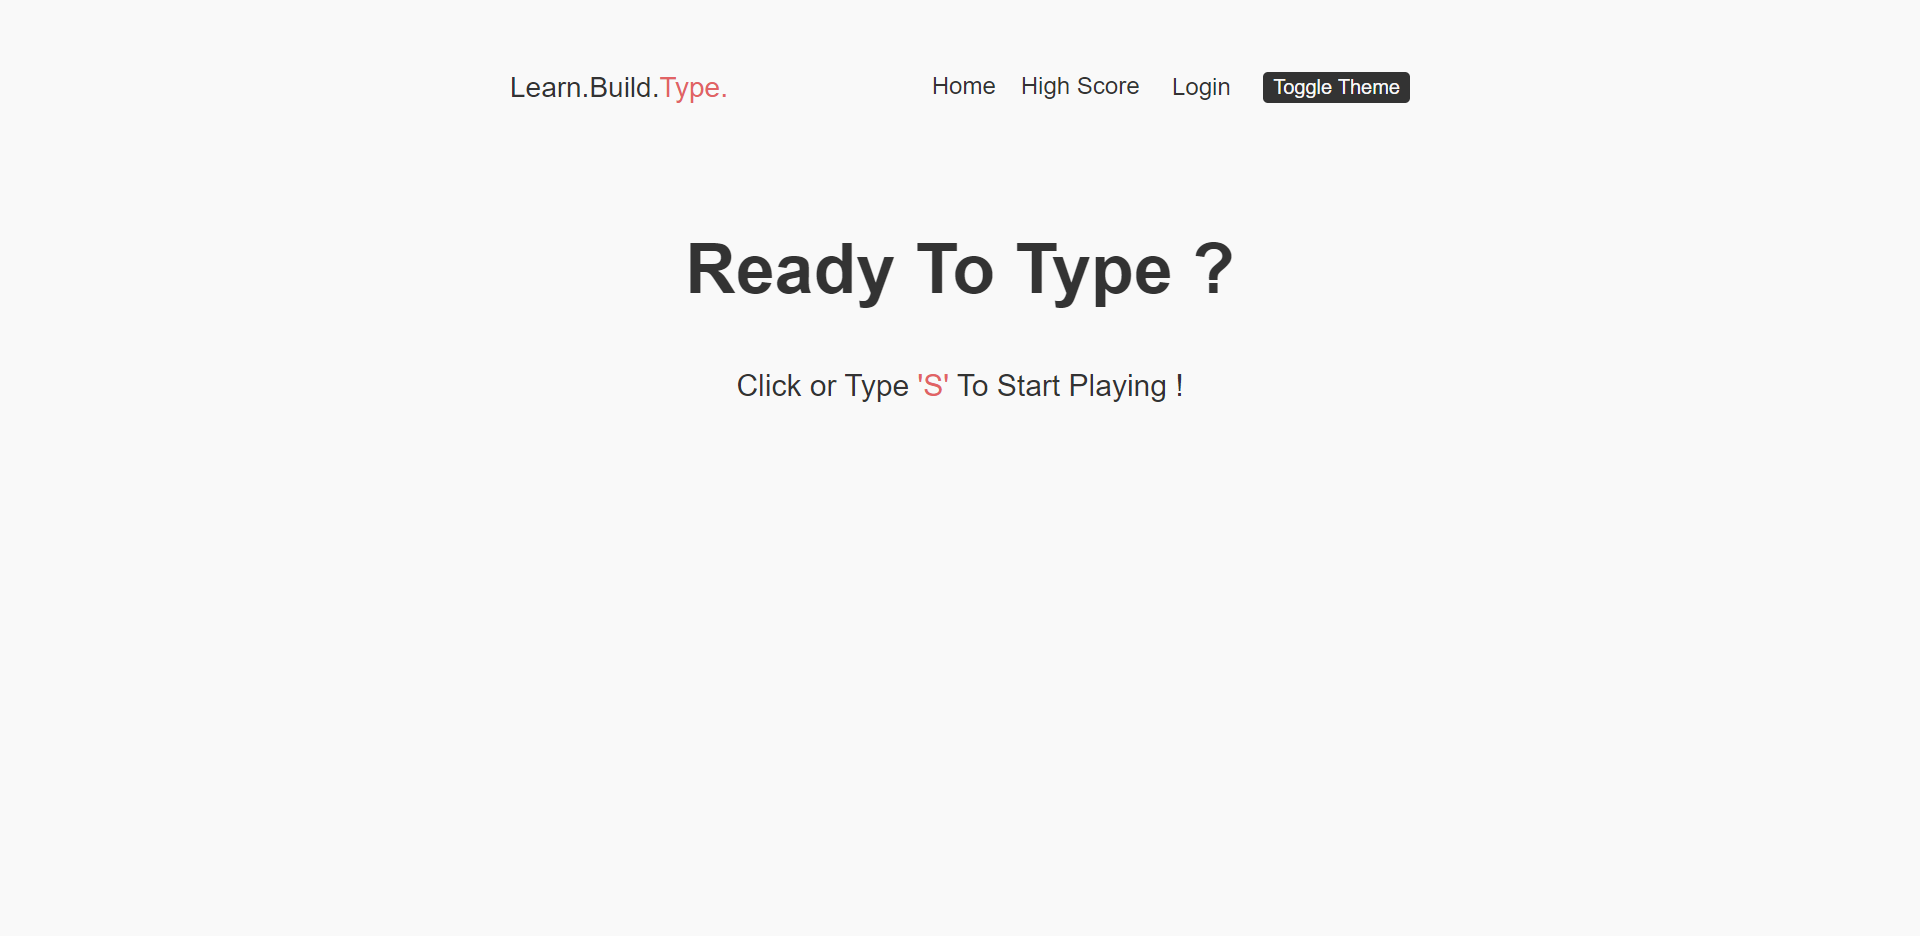 Learn.Build.Type. Home High Score Login Toggle Theme
Ready To Type ?
Click or Type 'S' To Start Playing !